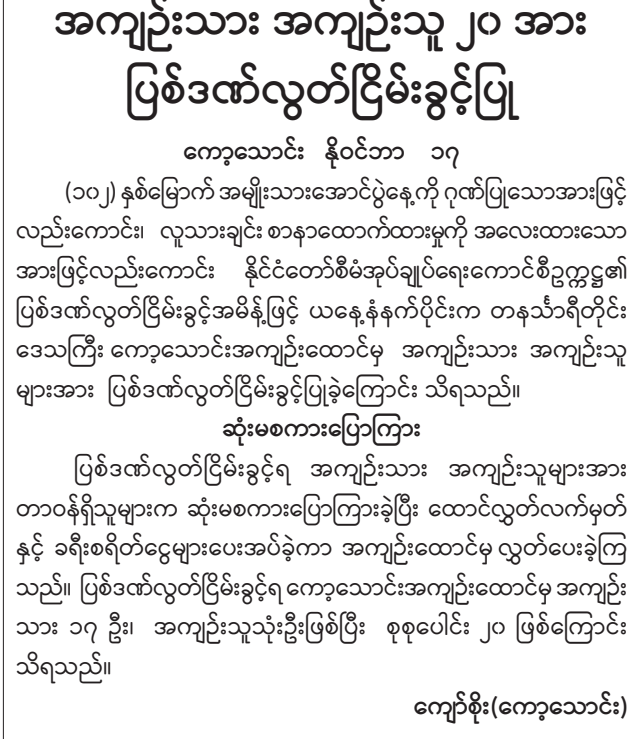 အကျဉ်းသား အကျဉ်းသူ ၂၀ အား
ပြစ်ဒဏ်လွတ်ငြိမ်းခွင့်ပြု
ကော့သောင်း နိုဝင်ဘာ ၁၇
(၁၀၂) နှစ်မြောက် အမျိုးသားအောင်ပွဲနေ့ကို ဂုဏ်ပြုသောအားဖြင့်
လည်းကောင်း၊ လူသားချင်း စာနာထောက်ထားမှုကို အလေးထားသော
အားဖြင့်လည်းကောင်း နိုင်ငံတော်စီမံအုပ်ချုပ်ရေးကောင်စီဥက္ကဋ္ဌ၏
ပြစ်ဒဏ်လွတ်ငြိမ်းခွင့်အမိန့်ဖြင့် ယနေ့နံနက်ပိုင်းက တနင်္သာရီတိုင်း
ဒေသကြီး ကော့သောင်းအကျဉ်းထောင်မှ အကျဉ်းသား အကျဉ်းသူ
များအား ပြစ်ဒဏ်လွတ်ငြိမ်းခွင့်ပြုခဲ့ကြောင်း သိရသည်။
ဆုံးမစကားပြောကြား
ပြစ်ဒဏ်လွတ်ငြိမ်းခွင့်ရ အကျဉ်းသား အကျဉ်းသူများအား
တာဝန်ရှိသူများက ဆုံးမစကားပြောကြားခဲ့ပြီး ထောင်လွှတ်လက်မှတ်
နှင့် ခရီးစရိတ်ငွေများပေးအပ်ခဲ့ကာ အကျဉ်းထောင်မှ လွှတ်ပေးခဲ့ကြ
သည်။ ပြစ်ဒဏ်လွတ်ငြိမ်းခွင့်ရ ကော့သောင်းအကျဉ်းထောင်မှ အကျဉ်း
သား ၁၇ ဦး၊ အကျဉ်းသူသုံးဦးဖြစ်ပြီး စုစုပေါင်း ၂၀ ဖြစ်ကြောင်း
သိရသည်။
ကျော်စိုး(ကော့သောင်း)